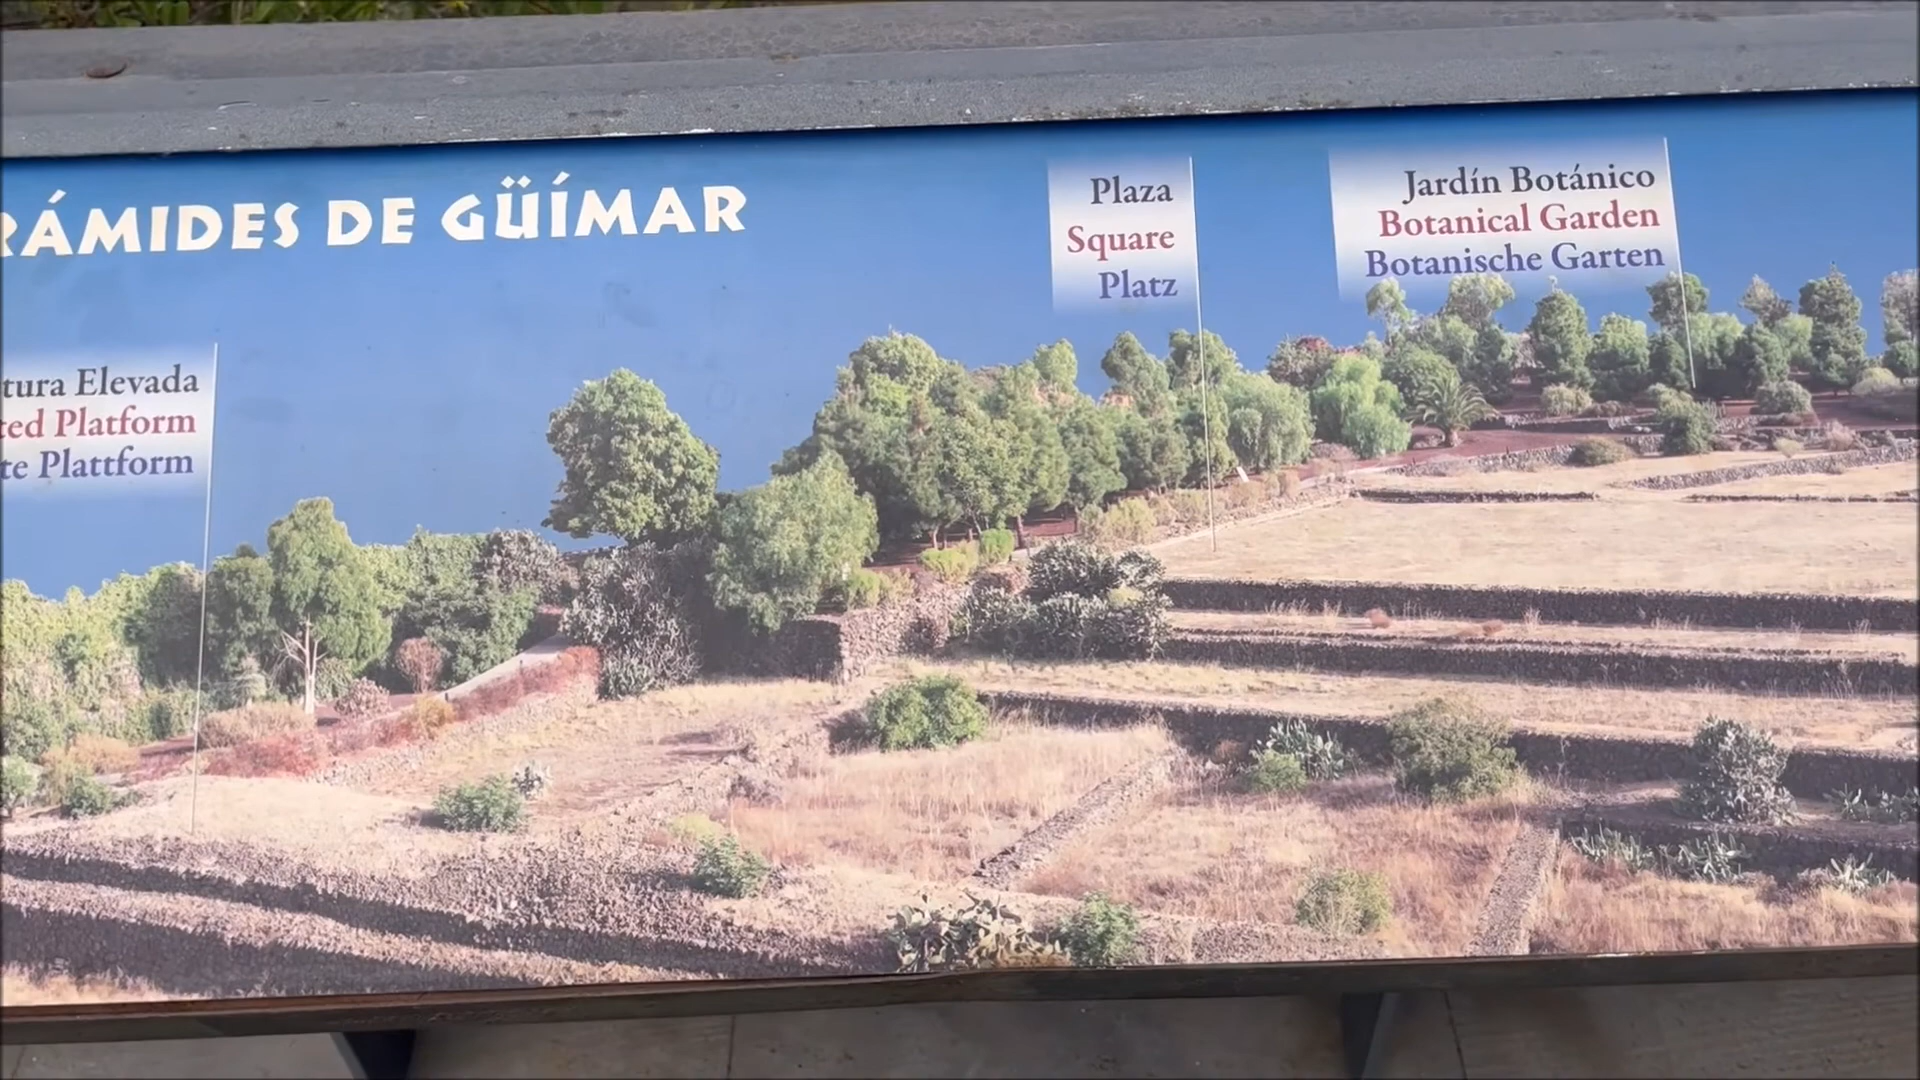 RÁMIDES DE GÜÍMAR
Plaza
Square
Platz
Jardín Botánico
Botanical Garden
Botanische Garten
tura Elevada
ted Platform
te Plattform